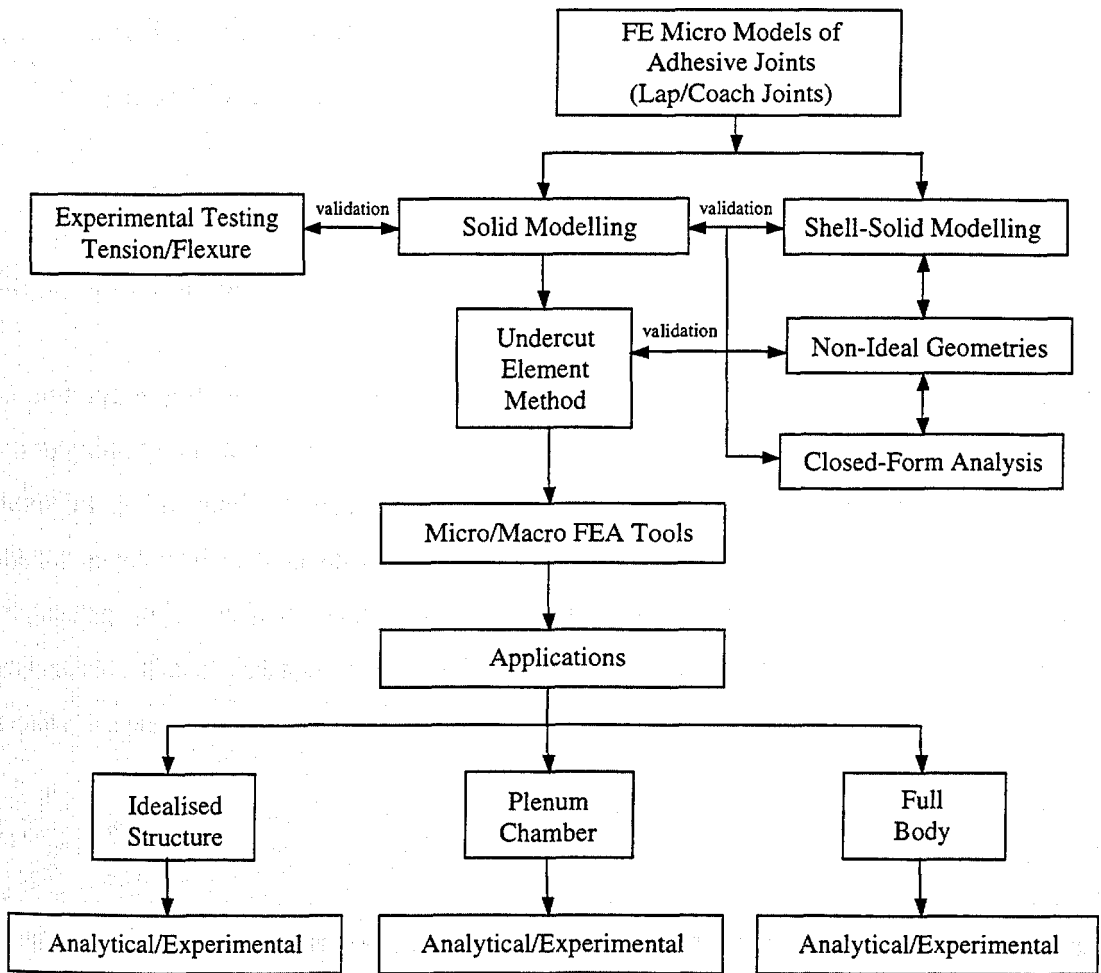 FE Micro Models of
Adhesive Joints
(Lap/Coach Joints)
Experimental Testing
Tension/Flexure
validation
Solid Modelling
validation
Shell-Solid Modelling
Undercut
Element
Method
validation
Non-Ideal Geometries
Closed-Form Analysis
Micro/Macro FEA Tools
Applications
Idealised
Structure
Plenum
Chamber
Full
Body
Analytical/Experimental
Analytical/Experimental
Analytical/Experimental